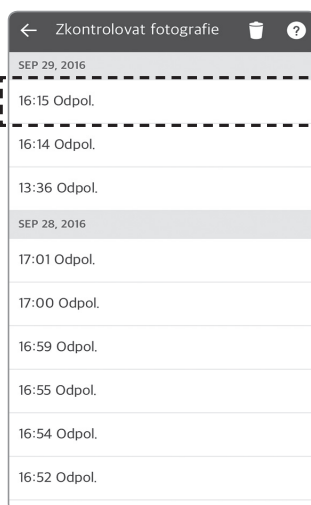 Zkontrolovat fotografie ?
SEP 29, 2016
16:15 Odpol.
16:14 Odpol.
13:36 Odpol.
SEP 28, 2016
17:01 Odpol.
17:00 Odpol.
16:59 Odpol.
16:55 Odpol.
16:54 Odpol.
16:52 Odpol.